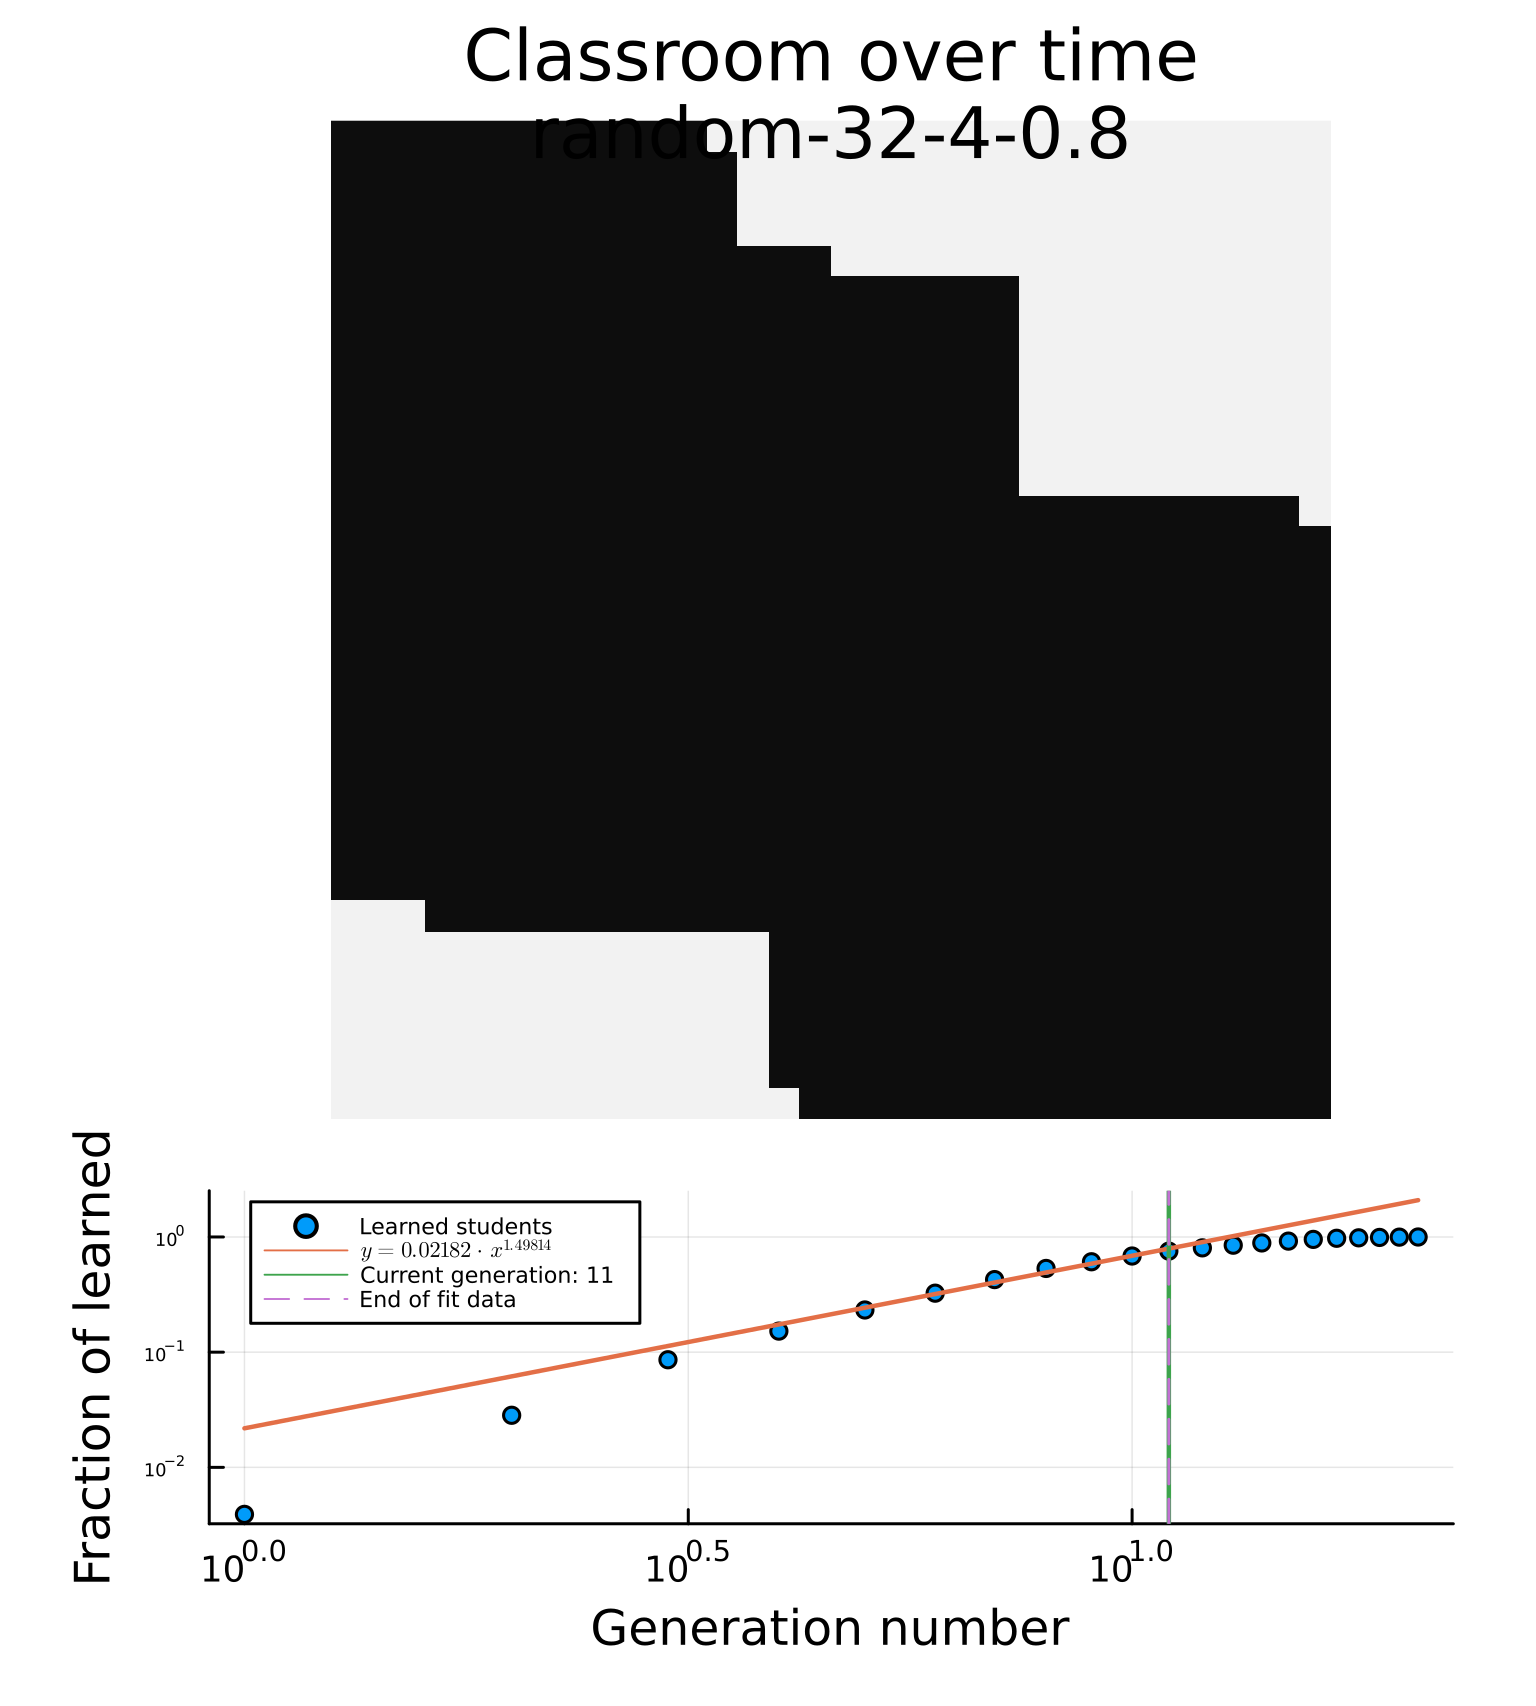 Classroom over time
random-32-4-0.8
Fraction of learned
10⁰
10⁻¹
10⁻²
Learned students
y = 0.02182 · x^1.49814
Current generation: 11
End of fit data
10^0.0
10^0.5
10^1.0
Generation number